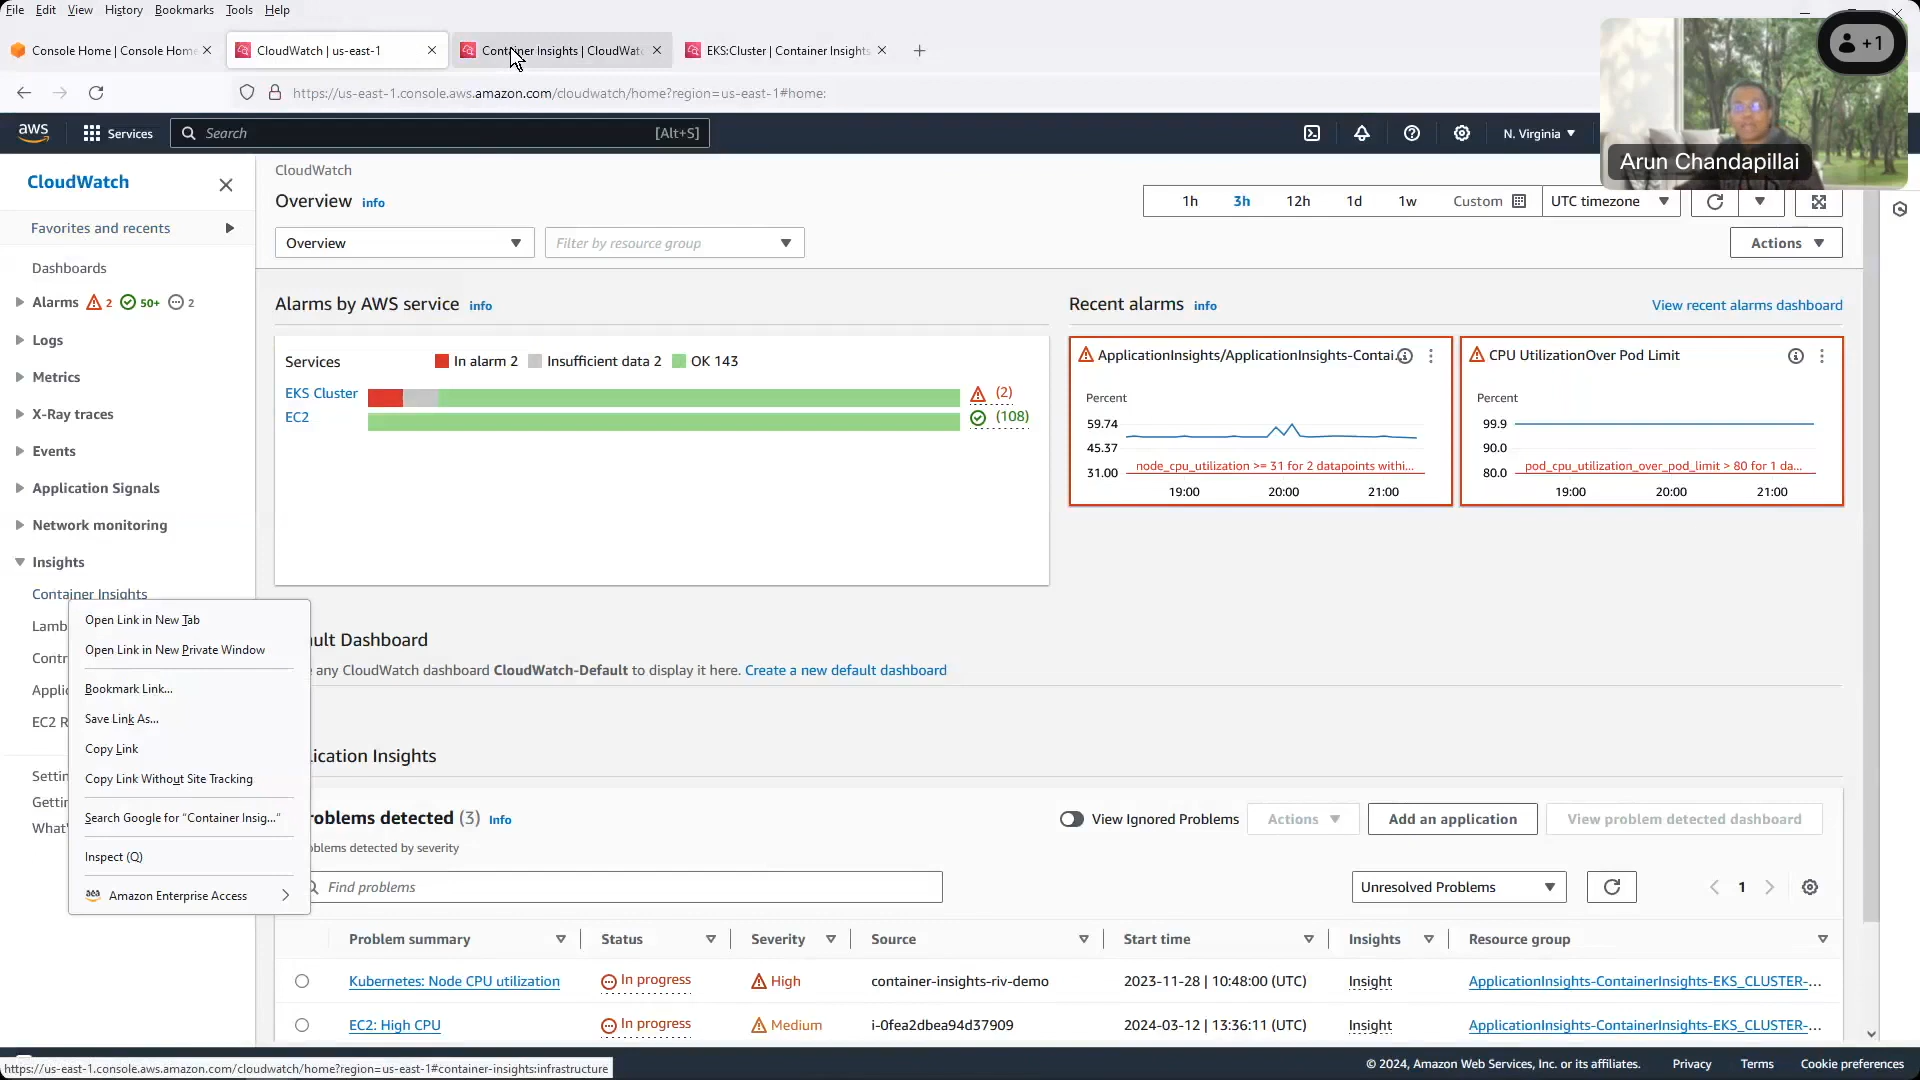 File Edit View History Bookmarks Tools Help
Console Home | Console Home
CloudWatch | us-east-1
Container Insights | CloudWat
EKS:Cluster | Container Insights
+1
https://us-east-1.console.aws.amazon.com/cloudwatch/home?region=us-east-1#home:
aws Services Search [Alt+S] N. Virginia
Arun Chandapillai
CloudWatch
Favorites and recents
Dashboards
Alarms 2 50+ 2
Logs
Metrics
X-Ray traces
Events
Application Signals
Network monitoring
Insights
Container Insights
Lamb
Contr
Applic
EC2 R
Settin
Gettin
What'
Open Link in New Tab
Open Link in New Private Window
Bookmark Link...
Save Link As...
Copy Link
Copy Link Without Site Tracking
Search Google for “Container Insig...”
Inspect (Q)
Amazon Enterprise Access
CloudWatch
Overview info
1h 3h 12h 1d 1w Custom UTC timezone
Overview Filter by resource group Actions
Alarms by AWS service info
Services In alarm 2 Insufficient data 2 OK 143
EKS Cluster (2)
EC2 (108)
Recent alarms info View recent alarms dashboard
ApplicationInsights/ApplicationInsights-Contai...
Percent
59.74
45.37
31.00
node_cpu_utilization >= 31 for 2 datapoints withi...
19:00 20:00 21:00
CPU UtilizationOver Pod Limit
Percent
99.9
90.0
80.0
pod_cpu_utilization_over_pod_limit > 80 for 1 da...
19:00 20:00 21:00
ult Dashboard
any CloudWatch dashboard CloudWatch-Default to display it here. Create a new default dashboard
lication Insights
roblems detected (3) Info
View Ignored Problems Actions Add an application View problem detected dashboard
blems detected by severity
Find problems Unresolved Problems 1
Problem summary Status Severity Source Start time Insights Resource group
Kubernetes: Node CPU utilization In progress High container-insights-riv-demo 2023-11-28 | 10:48:00 (UTC) Insight ApplicationInsights-ContainerInsights-EKS_CLUSTER-...
EC2: High CPU In progress Medium i-0fea2dbea94d37909 2024-03-12 | 13:36:11 (UTC) Insight ApplicationInsights-ContainerInsights-EKS_CLUSTER-...
https://us-east-1.console.aws.amazon.com/cloudwatch/home?region=us-east-1#container-insights:infrastructure
© 2024, Amazon Web Services, Inc. or its affiliates. Privacy Terms Cookie preferences